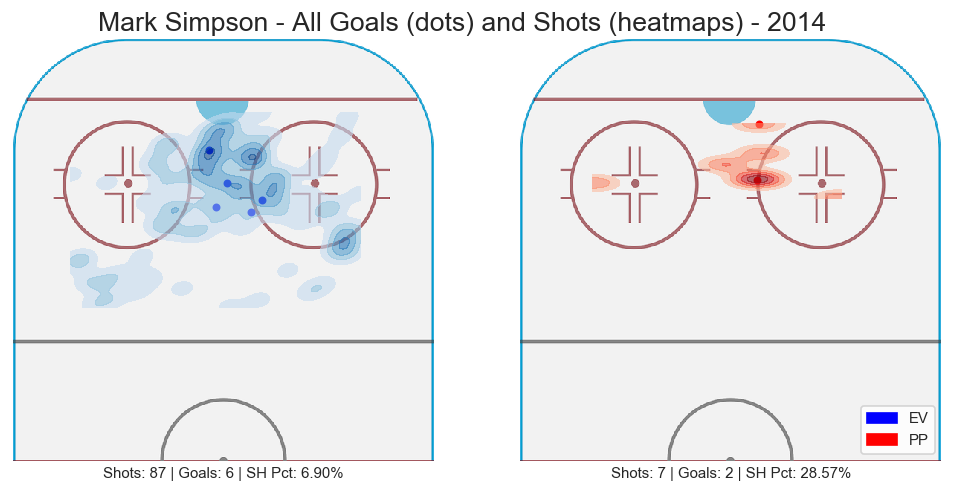 Mark Simpson - All Goals (dots) and Shots (heatmaps) - 2014
EV
PP
Shots: 87 | Goals: 6 | SH Pct: 6.90%
Shots: 7 | Goals: 2 | SH Pct: 28.57%